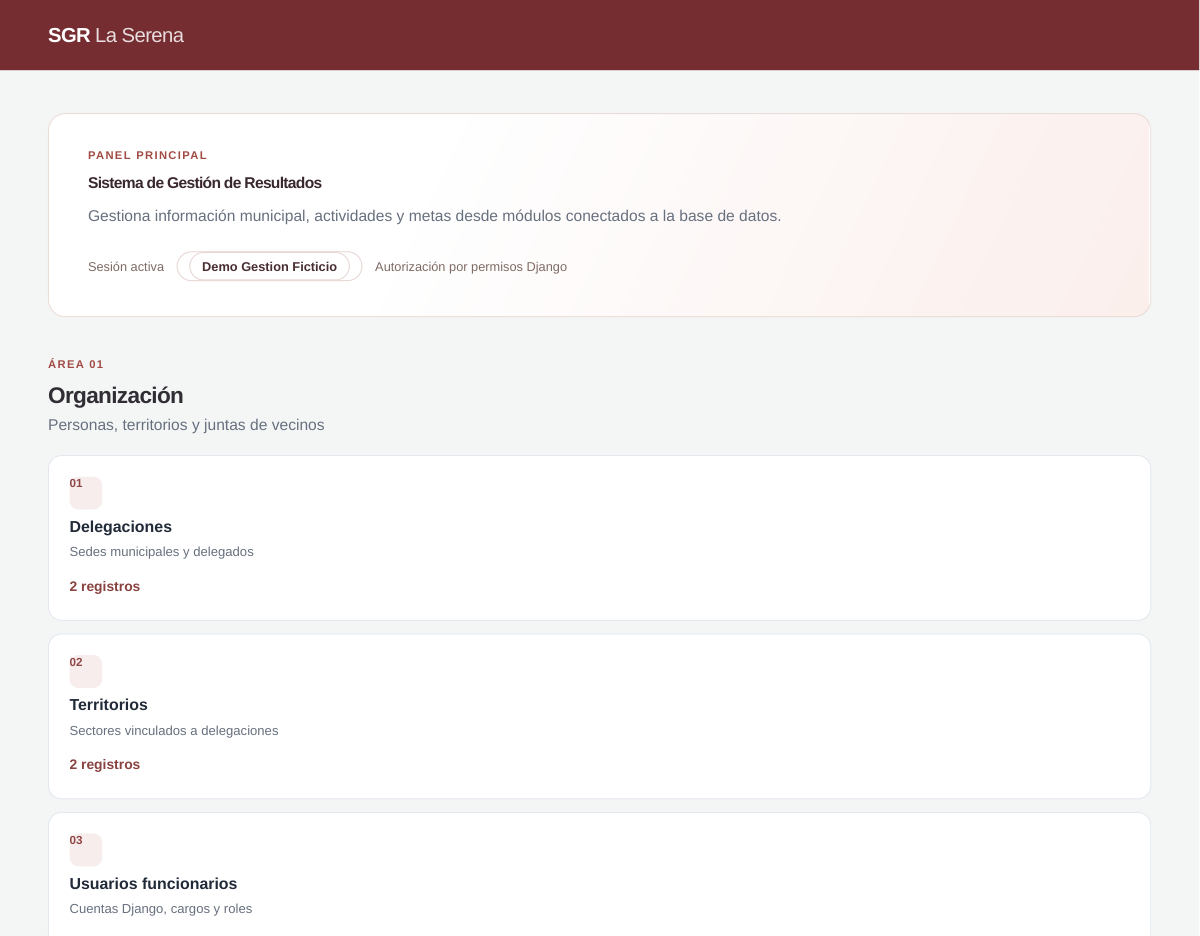 SGR La Serena
PANEL PRINCIPAL
Sistema de Gestión de Resultados
Gestiona información municipal, actividades y metas desde módulos conectados a la base de datos.
Sesión activa Demo Gestion Ficticio Autorización por permisos Django
ÁREA 01
Organización
Personas, territorios y juntas de vecinos
01
Delegaciones
Sedes municipales y delegados
2 registros
02
Territorios
Sectores vinculados a delegaciones
2 registros
03
Usuarios funcionarios
Cuentas Django, cargos y roles